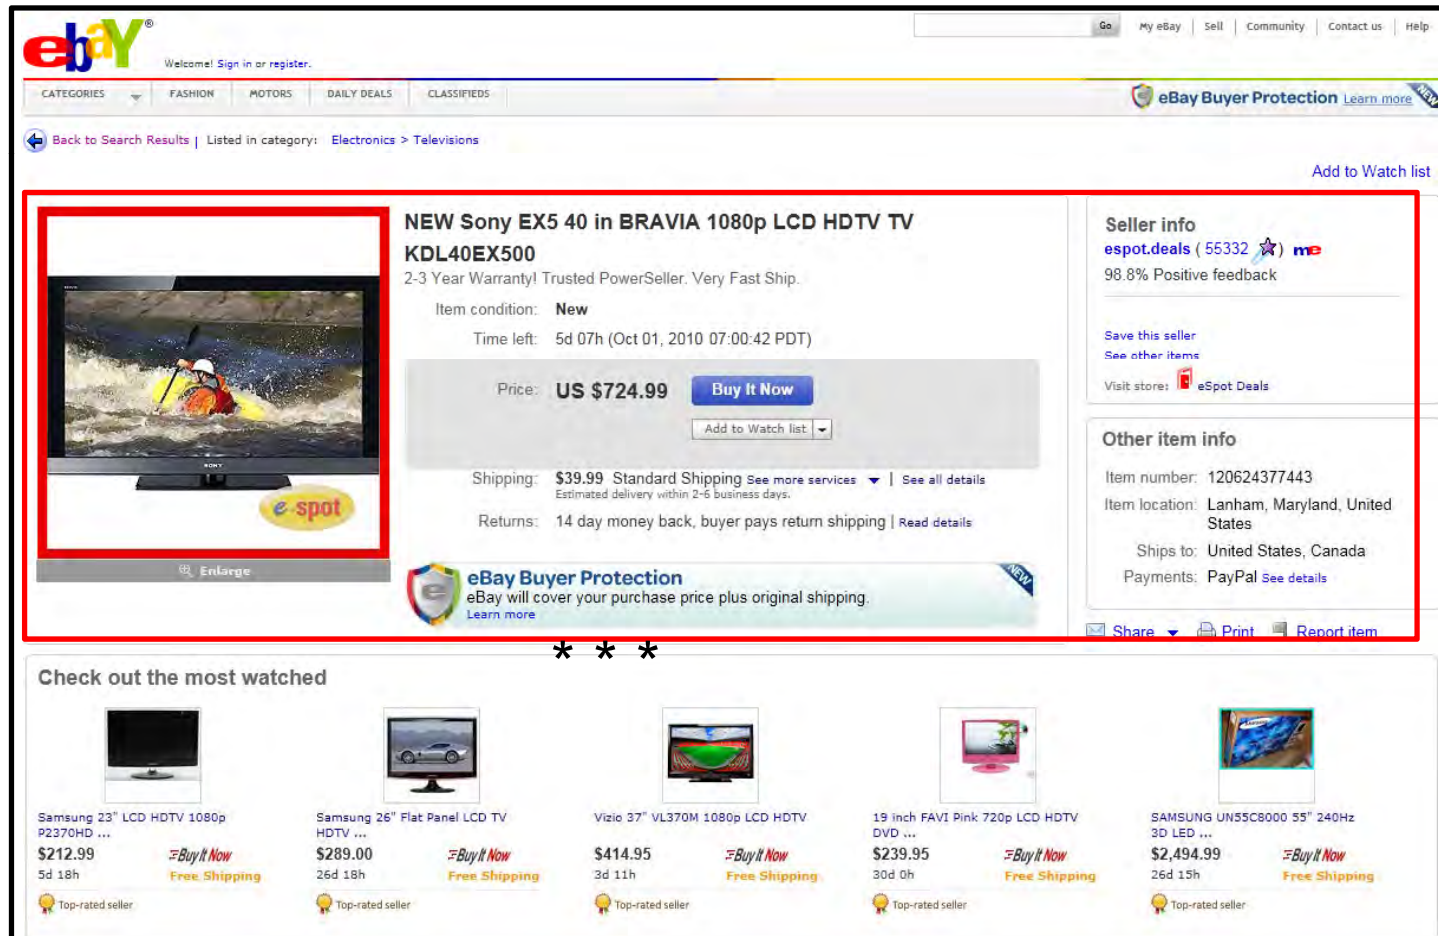 ebaY®
Go
My eBay | Sell | Community | Contact us | Help
Welcome! Sign in or register.
CATEGORIES FASHION MOTORS DAILY DEALS CLASSIFIEDS
eBay Buyer Protection Learn more NEW
Back to Search Results | Listed in category: Electronics > Televisions
Add to Watch list
NEW Sony EX5 40 in BRAVIA 1080p LCD HDTV TV
KDL40EX500
2-3 Year Warranty! Trusted PowerSeller. Very Fast Ship.
Item condition: New
Time left: 5d 07h (Oct 01, 2010 07:00:42 PDT)
Price: US $724.99 Buy It Now
Add to Watch list
Shipping: $39.99 Standard Shipping See more services | See all details
Estimated delivery within 2-6 business days.
Returns: 14 day money back, buyer pays return shipping | Read details
SONY
e-spot
Enlarge
eBay Buyer Protection NEW
eBay will cover your purchase price plus original shipping.
Learn more
Seller info
espot.deals ( 55332 ) me
98.8% Positive feedback
Save this seller
See other items
Visit store: eSpot Deals
Other item info
Item number: 120624377443
Item location: Lanham, Maryland, United
States
Ships to: United States, Canada
Payments: PayPal See details
Share Print Report item
* * *
Check out the most watched
Samsung 23" LCD HDTV 1080p
P2370HD ...
$212.99 Buy It Now
5d 18h Free Shipping
Top-rated seller
Samsung 26" Flat Panel LCD TV
HDTV ...
$289.00 Buy It Now
26d 18h Free Shipping
Top-rated seller
Vizio 37" VL370M 1080p LCD HDTV
$414.95 Buy It Now
3d 11h Free Shipping
Top-rated seller
19 inch FAVI Pink 720p LCD HDTV
DVD ...
$239.95 Buy It Now
30d 0h Free Shipping
Top-rated seller
SAMSUNG UN55C8000 55" 240Hz
3D LED ...
$2,494.99 Buy It Now
26d 15h Free Shipping
Top-rated seller